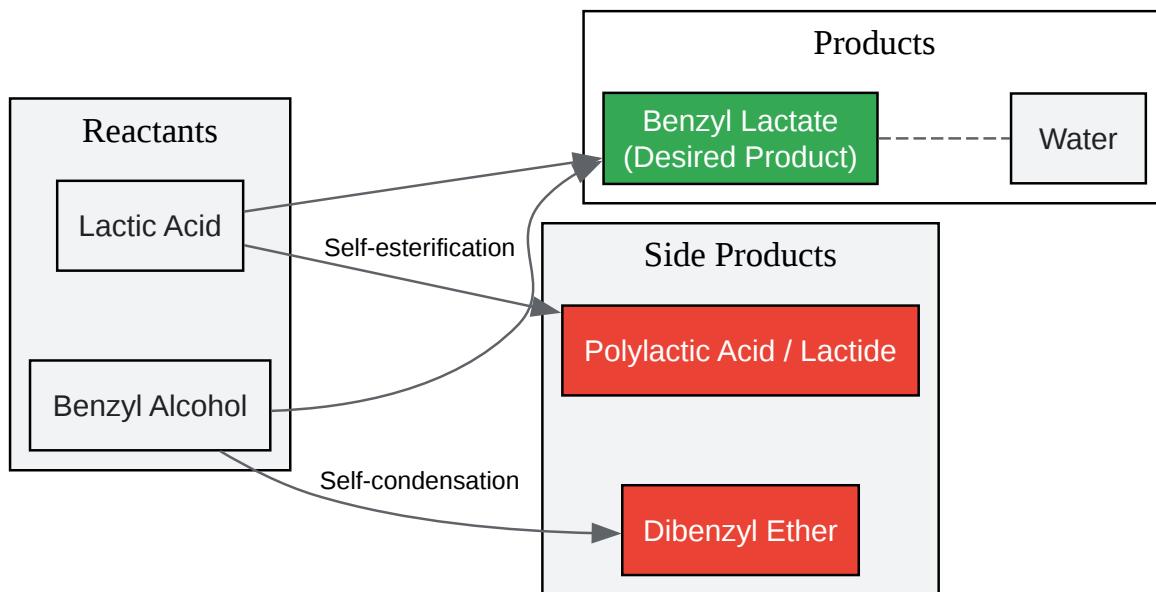 Reactants
Lactic Acid
Benzyl Alcohol
Self-esterification
Self-condensation
Products
Benzyl Lactate
(Desired Product)
Water
Side Products
Polylactic Acid / Lactide
Dibenzyl Ether